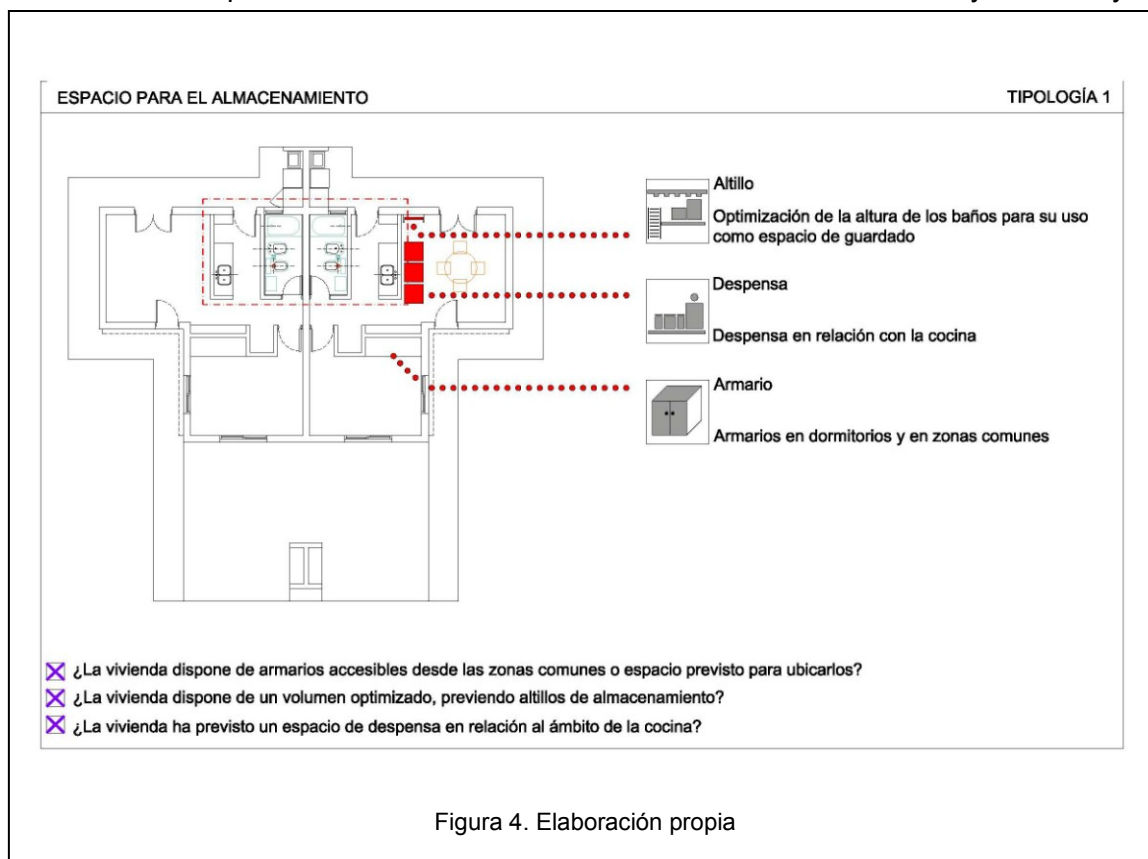 ESPACIO PARA EL ALMACENAMIENTO
TIPOLOGÍA 1
Altillo
Optimización de la altura de los baños para su uso
como espacio de guardado
Despensa
Despensa en relación con la cocina
Armario
Armarios en dormitorios y en zonas comunes
¿La vivienda dispone de armarios accesibles desde las zonas comunes o espacio previsto para ubicarlos?
¿La vivienda dispone de un volumen optimizado, previendo altillos de almacenamiento?
¿La vivienda ha previsto un espacio de despensa en relación al ámbito de la cocina?
Figura 4. Elaboración propia